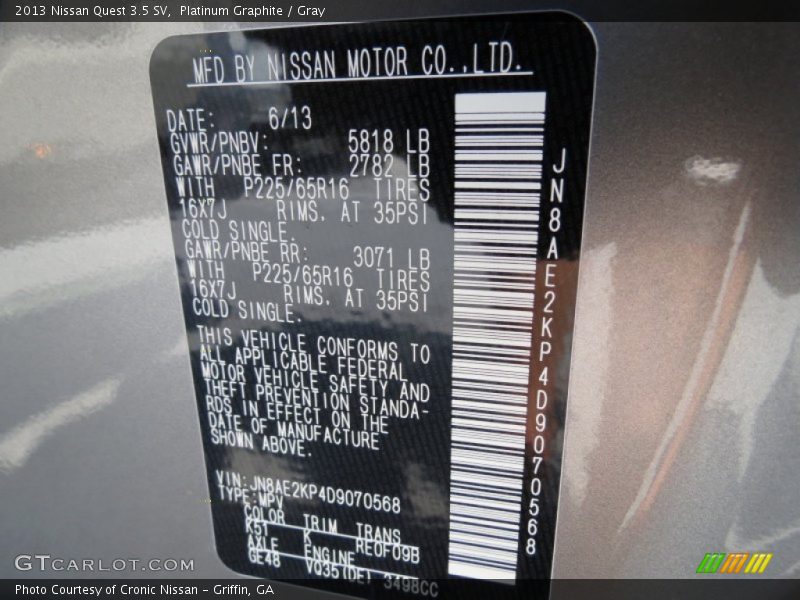 2013 Nissan Quest 3.5 SV,  Platinum Graphite / Gray
MFD BY NISSAN MOTOR CO.,LTD.
DATE: 6/13
GVWR/PNBV: 5818 LB
GAWR/PNBE FR: 2782 LB
WITH P225/65R16 TIRES
16X7J RIMS. AT 35PSI
COLD SINGLE.
GAWR/PNBE RR: 3071 LB
WITH P225/65R16 TIRES
16X7J RIMS. AT 35PSI
COLD SINGLE.
THIS VEHICLE CONFORMS TO
ALL APPLICABLE FEDERAL
MOTOR VEHICLE SAFETY AND
THEFT PREVENTION STANDA-
RDS IN EFFECT ON THE
DATE OF MANUFACTURE
SHOWN ABOVE.
VIN:JN8AE2KP4D9070568
TYPE:MPV
COLOR TRIM TRANS
K51 K RE0F09B
AXLE ENGINE
GE48 VQ35(DE) 3498CC
JN8AE2KP4D9070568
GTCARLOT.COM
Photo Courtesy of Cronic Nissan – Griffin, GA